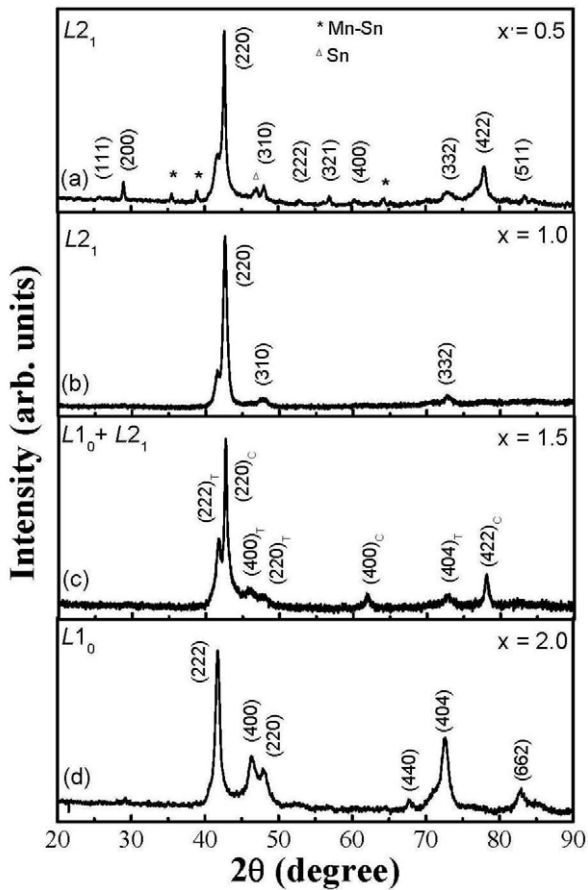 L2₁
* Mn-Sn
△ Sn
x = 0.5
(220)
(111)
(200)
*
*
△
(310)
(222)
(321)
(400)
*
(332)
(422)
(511)
(a)
L2₁
x = 1.0
(220)
(310)
(332)
(b)
L1₀ + L2₁
x = 1.5
(222)T
(220)C
(400)T
(220)T
(400)C
(404)T
(422)C
(c)
L1₀
x = 2.0
(222)
(400)
(220)
(440)
(404)
(662)
(d)
Intensity (arb. units)
20 30 40 50 60 70 80 90
2θ (degree)